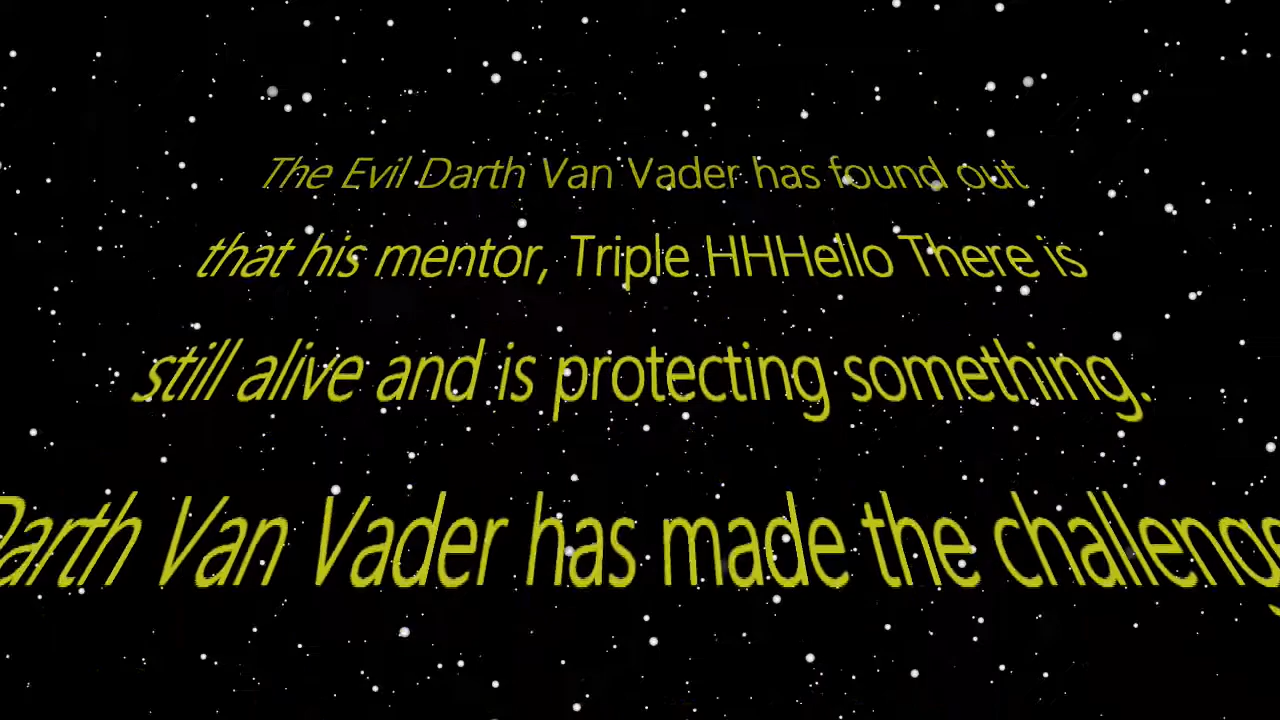 The Evil Darth Van Vader has found out
that his mentor, Triple HHHello There is
still alive and is protecting something.
Darth Van Vader has made the challeng